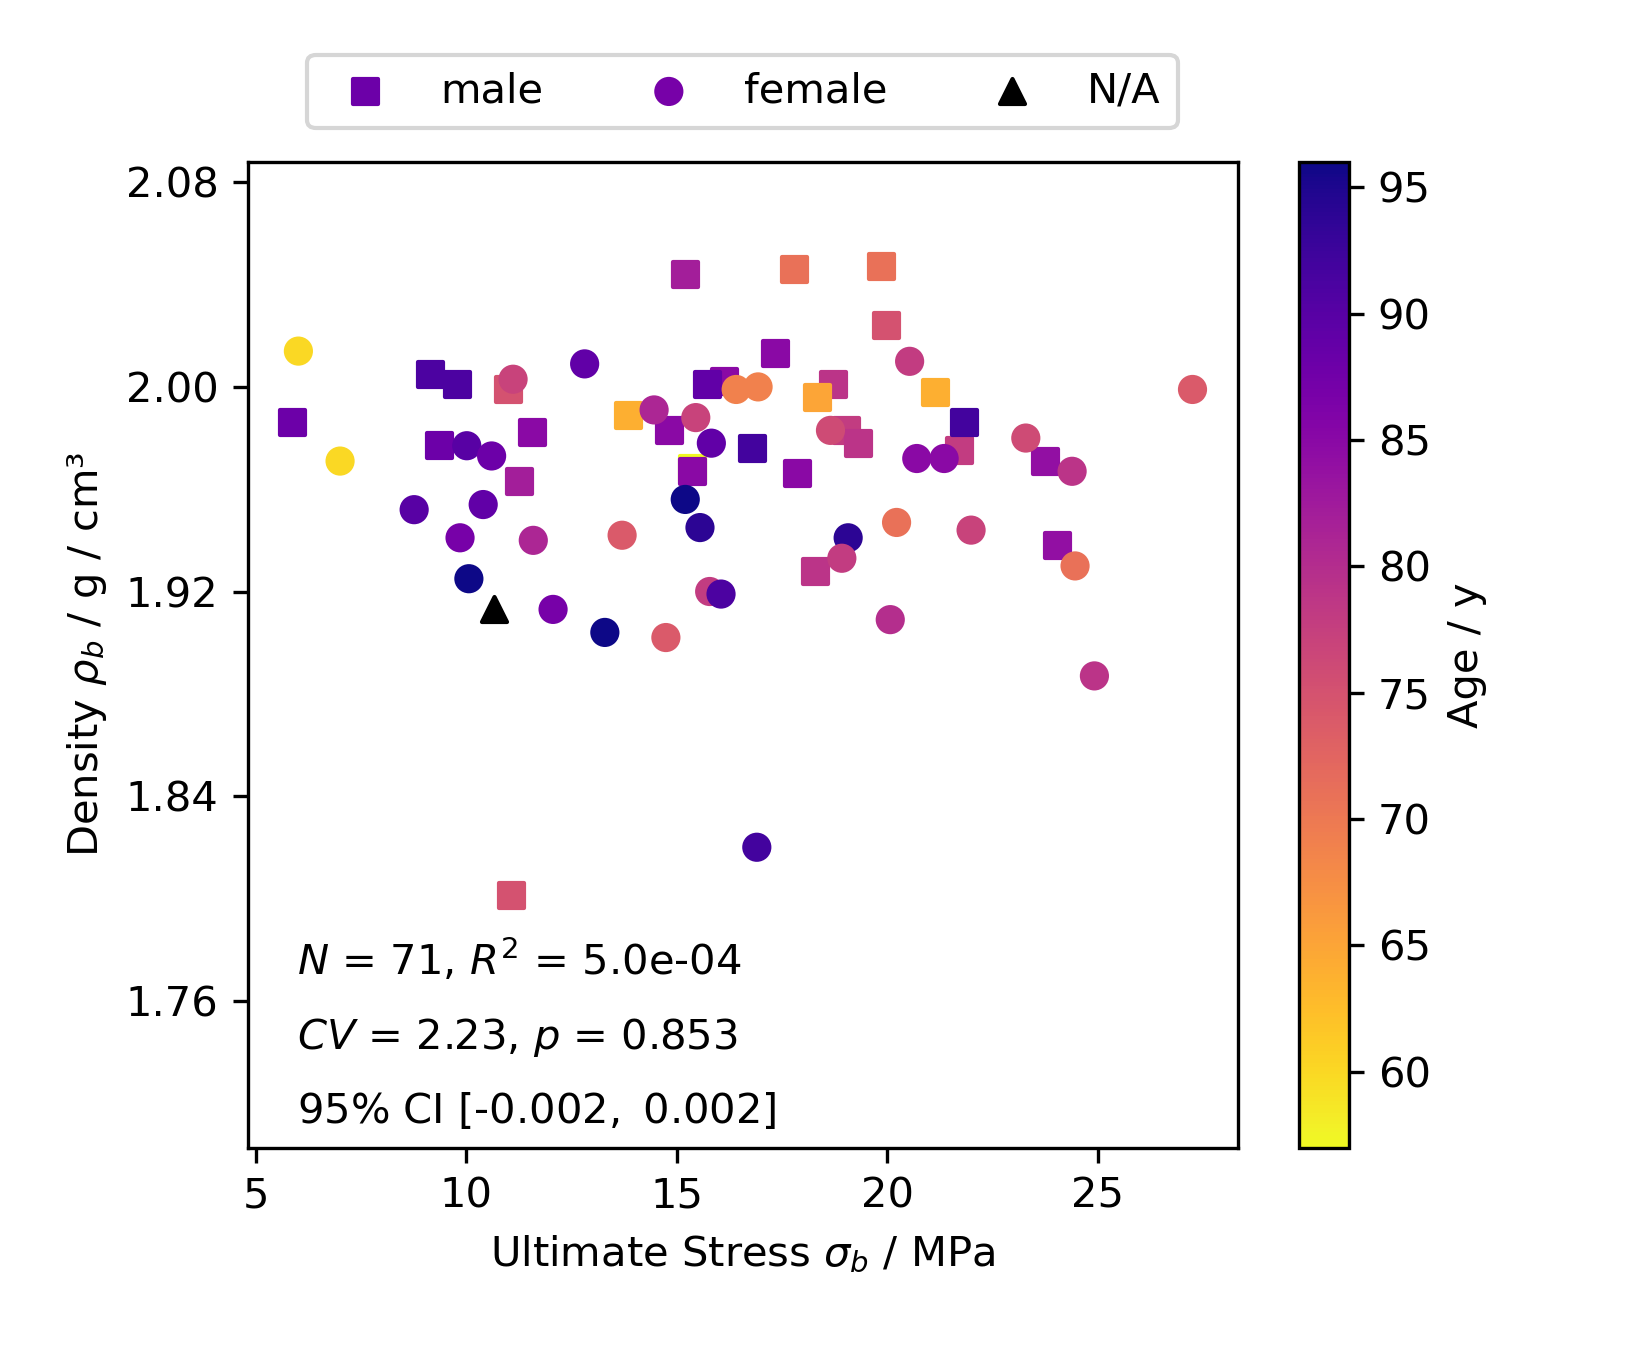 male female N/A
2.08
2.00
1.92
1.84
1.76
Density ρb / g / cm³
N = 71, R² = 5.0e-04
CV = 2.23, p = 0.853
95% CI [-0.002, 0.002]
5 10 15 20 25
Ultimate Stress σb / MPa
95
90
85
80
75
70
65
60
Age / y